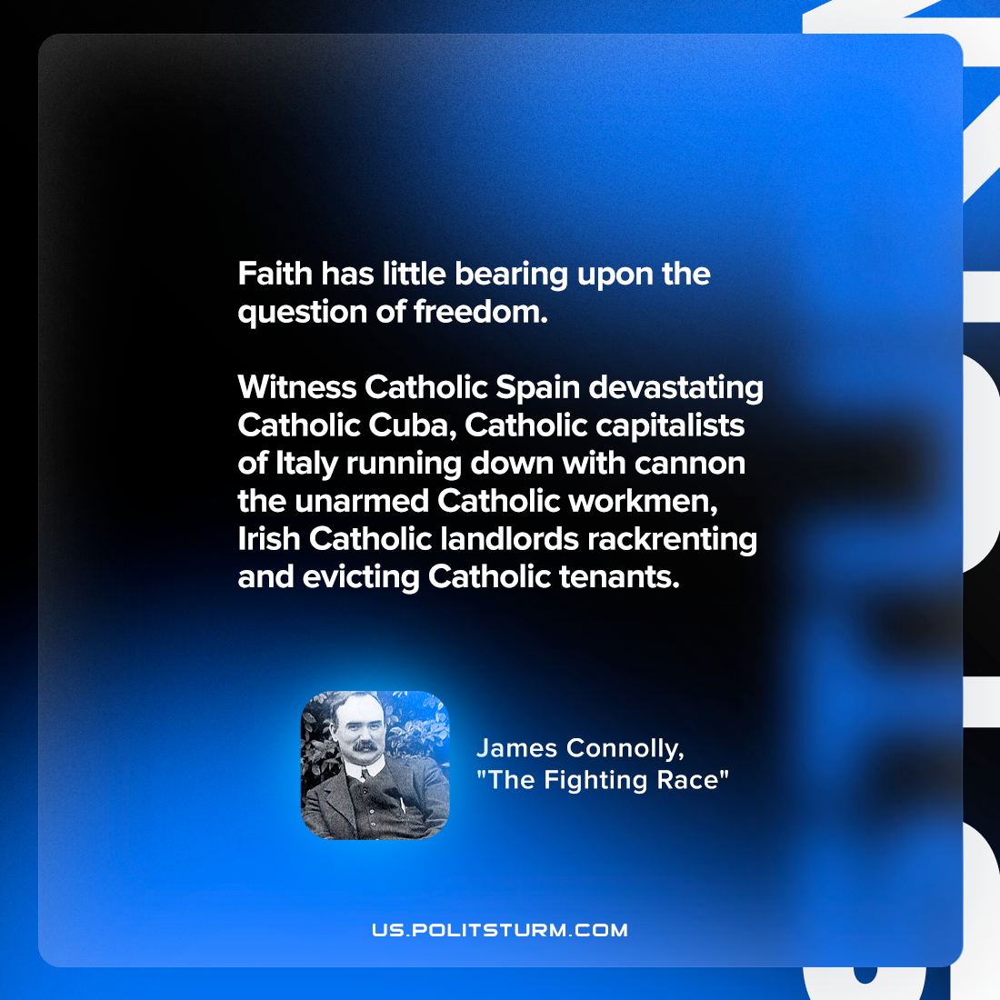 Faith has little bearing upon the
question of freedom.
Witness Catholic Spain devastating
Catholic Cuba, Catholic capitalists
of Italy running down with cannon
the unarmed Catholic workmen,
Irish Catholic landlords rackrenting
and evicting Catholic tenants.
James Connolly,
"The Fighting Race"
US.POLITSTURM.COM